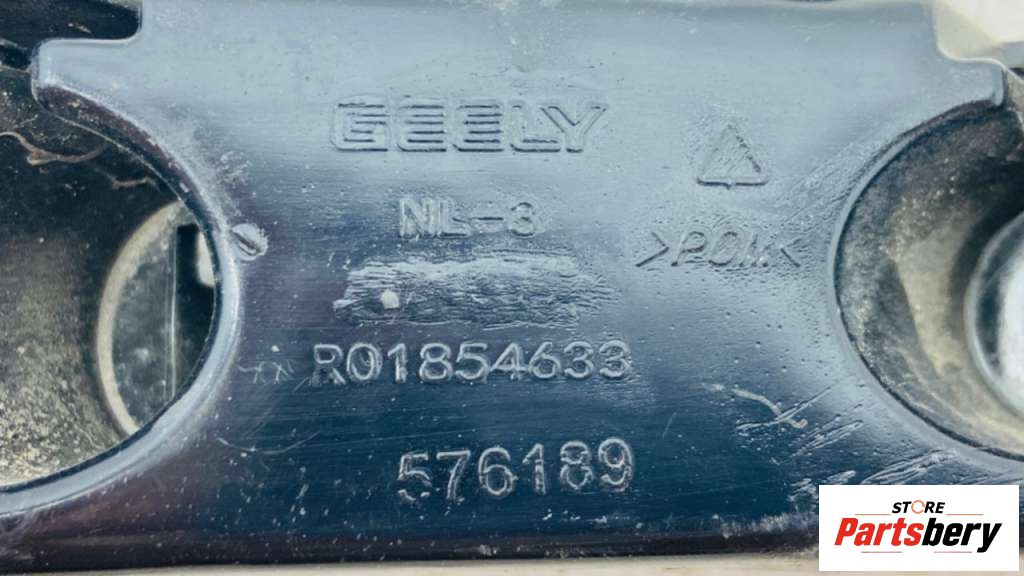 GEELY
NL-3
>POM<
R01854633
576189
STORE
Partsbery